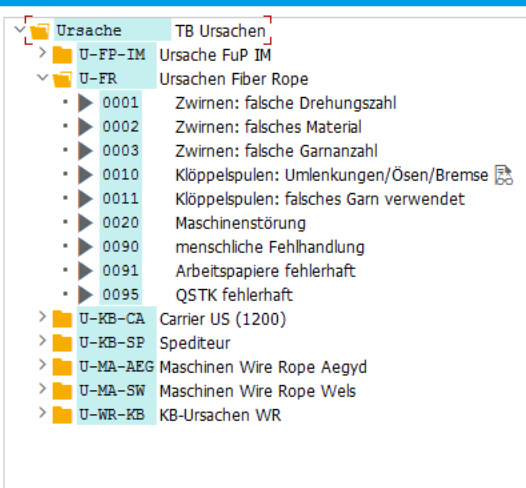 Ursache TB Ursachen
U-FP-IM Ursache FuP IM
U-FR Ursachen Fiber Rope
0001 Zwirnen: falsche Drehungszahl
0002 Zwirnen: falsches Material
0003 Zwirnen: falsche Garnanzahl
0010 Klöppelspulen: Umlenkungen/Ösen/Bremse
0011 Klöppelspulen: falsches Garn verwendet
0020 Maschinenstörung
0090 menschliche Fehlhandlung
0091 Arbeitspapiere fehlerhaft
0095 QSTK fehlerhaft
U-KB-CA Carrier US (1200)
U-KB-SP Spediteur
U-MA-AEG Maschinen Wire Rope Aegyd
U-MA-SW Maschinen Wire Rope Wels
U-WR-KB KB-Ursachen WR